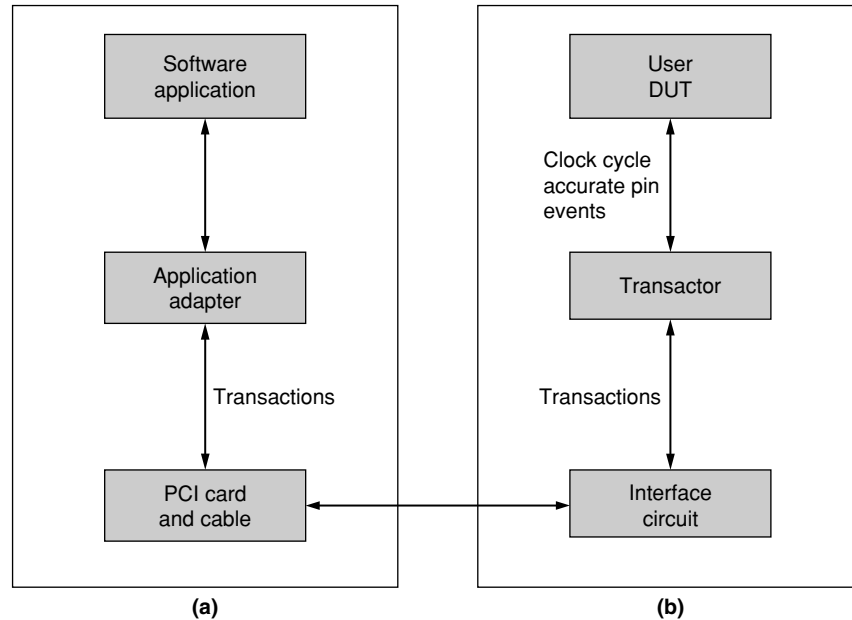 Software
application
Application
adapter
Transactions
PCI card
and cable
(a)
User
DUT
Clock cycle
accurate pin
events
Transactor
Transactions
Interface
circuit
(b)